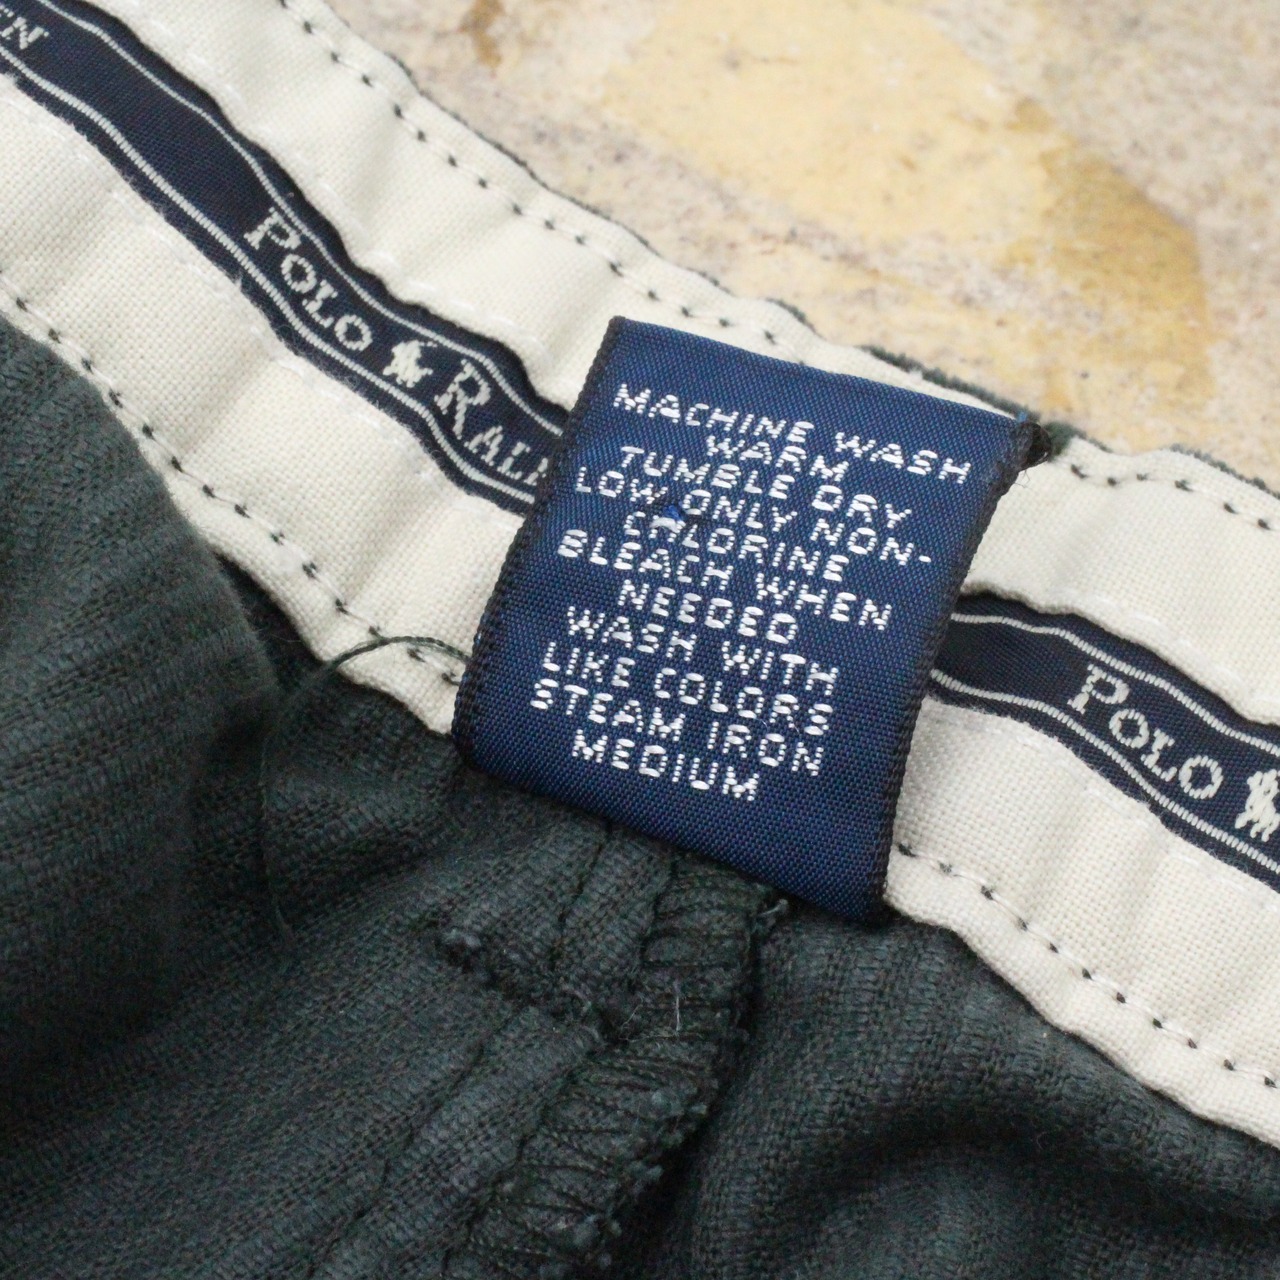 POLO RAL
MACHINE WASH
WARM
TUMBLE DRY
LOW ONLY NON-
CHLORINE
BLEACH WHEN
NEEDED
WASH WITH
LIKE COLORS
STEAM IRON
MEDIUM
POLO